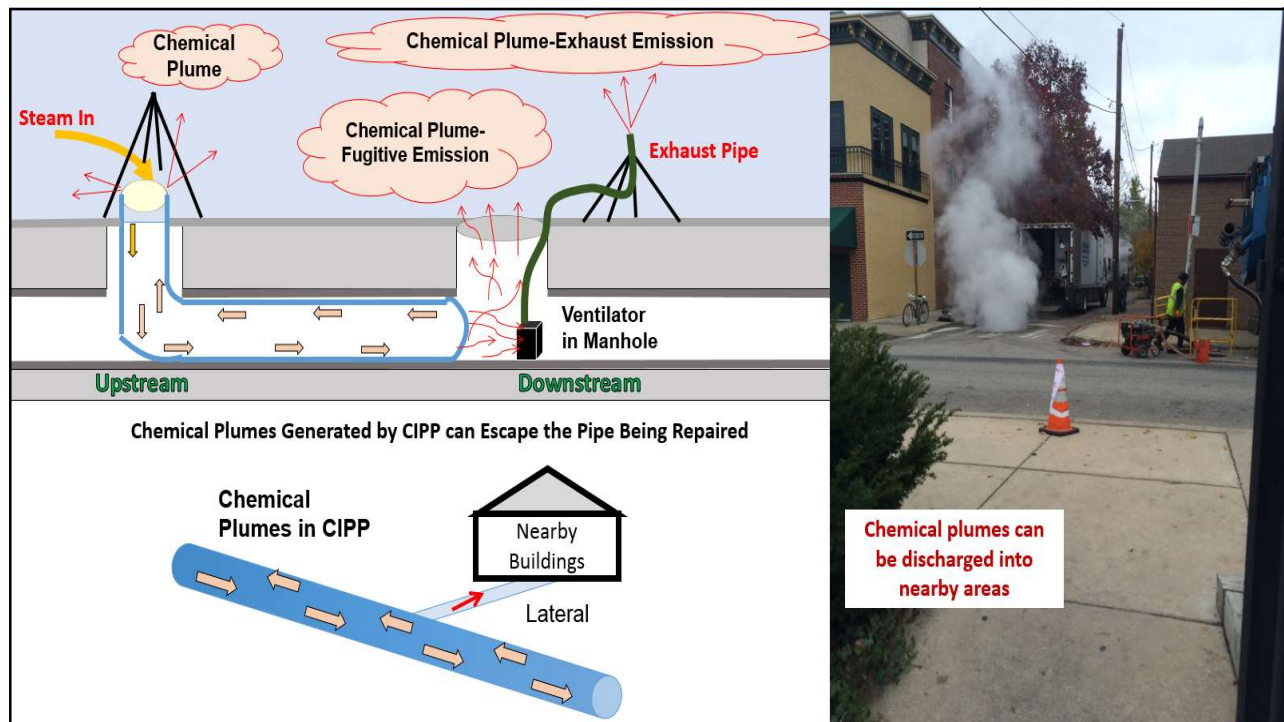 Chemical
Plume
Chemical Plume-Exhaust Emission
Steam In
Chemical Plume-
Fugitive Emission
Exhaust Pipe
Ventilator
in Manhole
Upstream
Downstream
Chemical Plumes Generated by CIPP can Escape the Pipe Being Repaired
Chemical
Plumes in CIPP
Nearby
Buildings
Lateral
Chemical plumes can
be discharged into
nearby areas